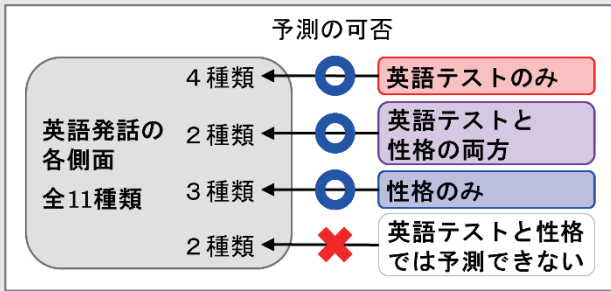 予測の可否
英語発話の
各側面
全11種類
4種類
英語テストのみ
2種類
英語テストと
性格の両方
3種類
性格のみ
2種類
英語テストと性格
では予測できない